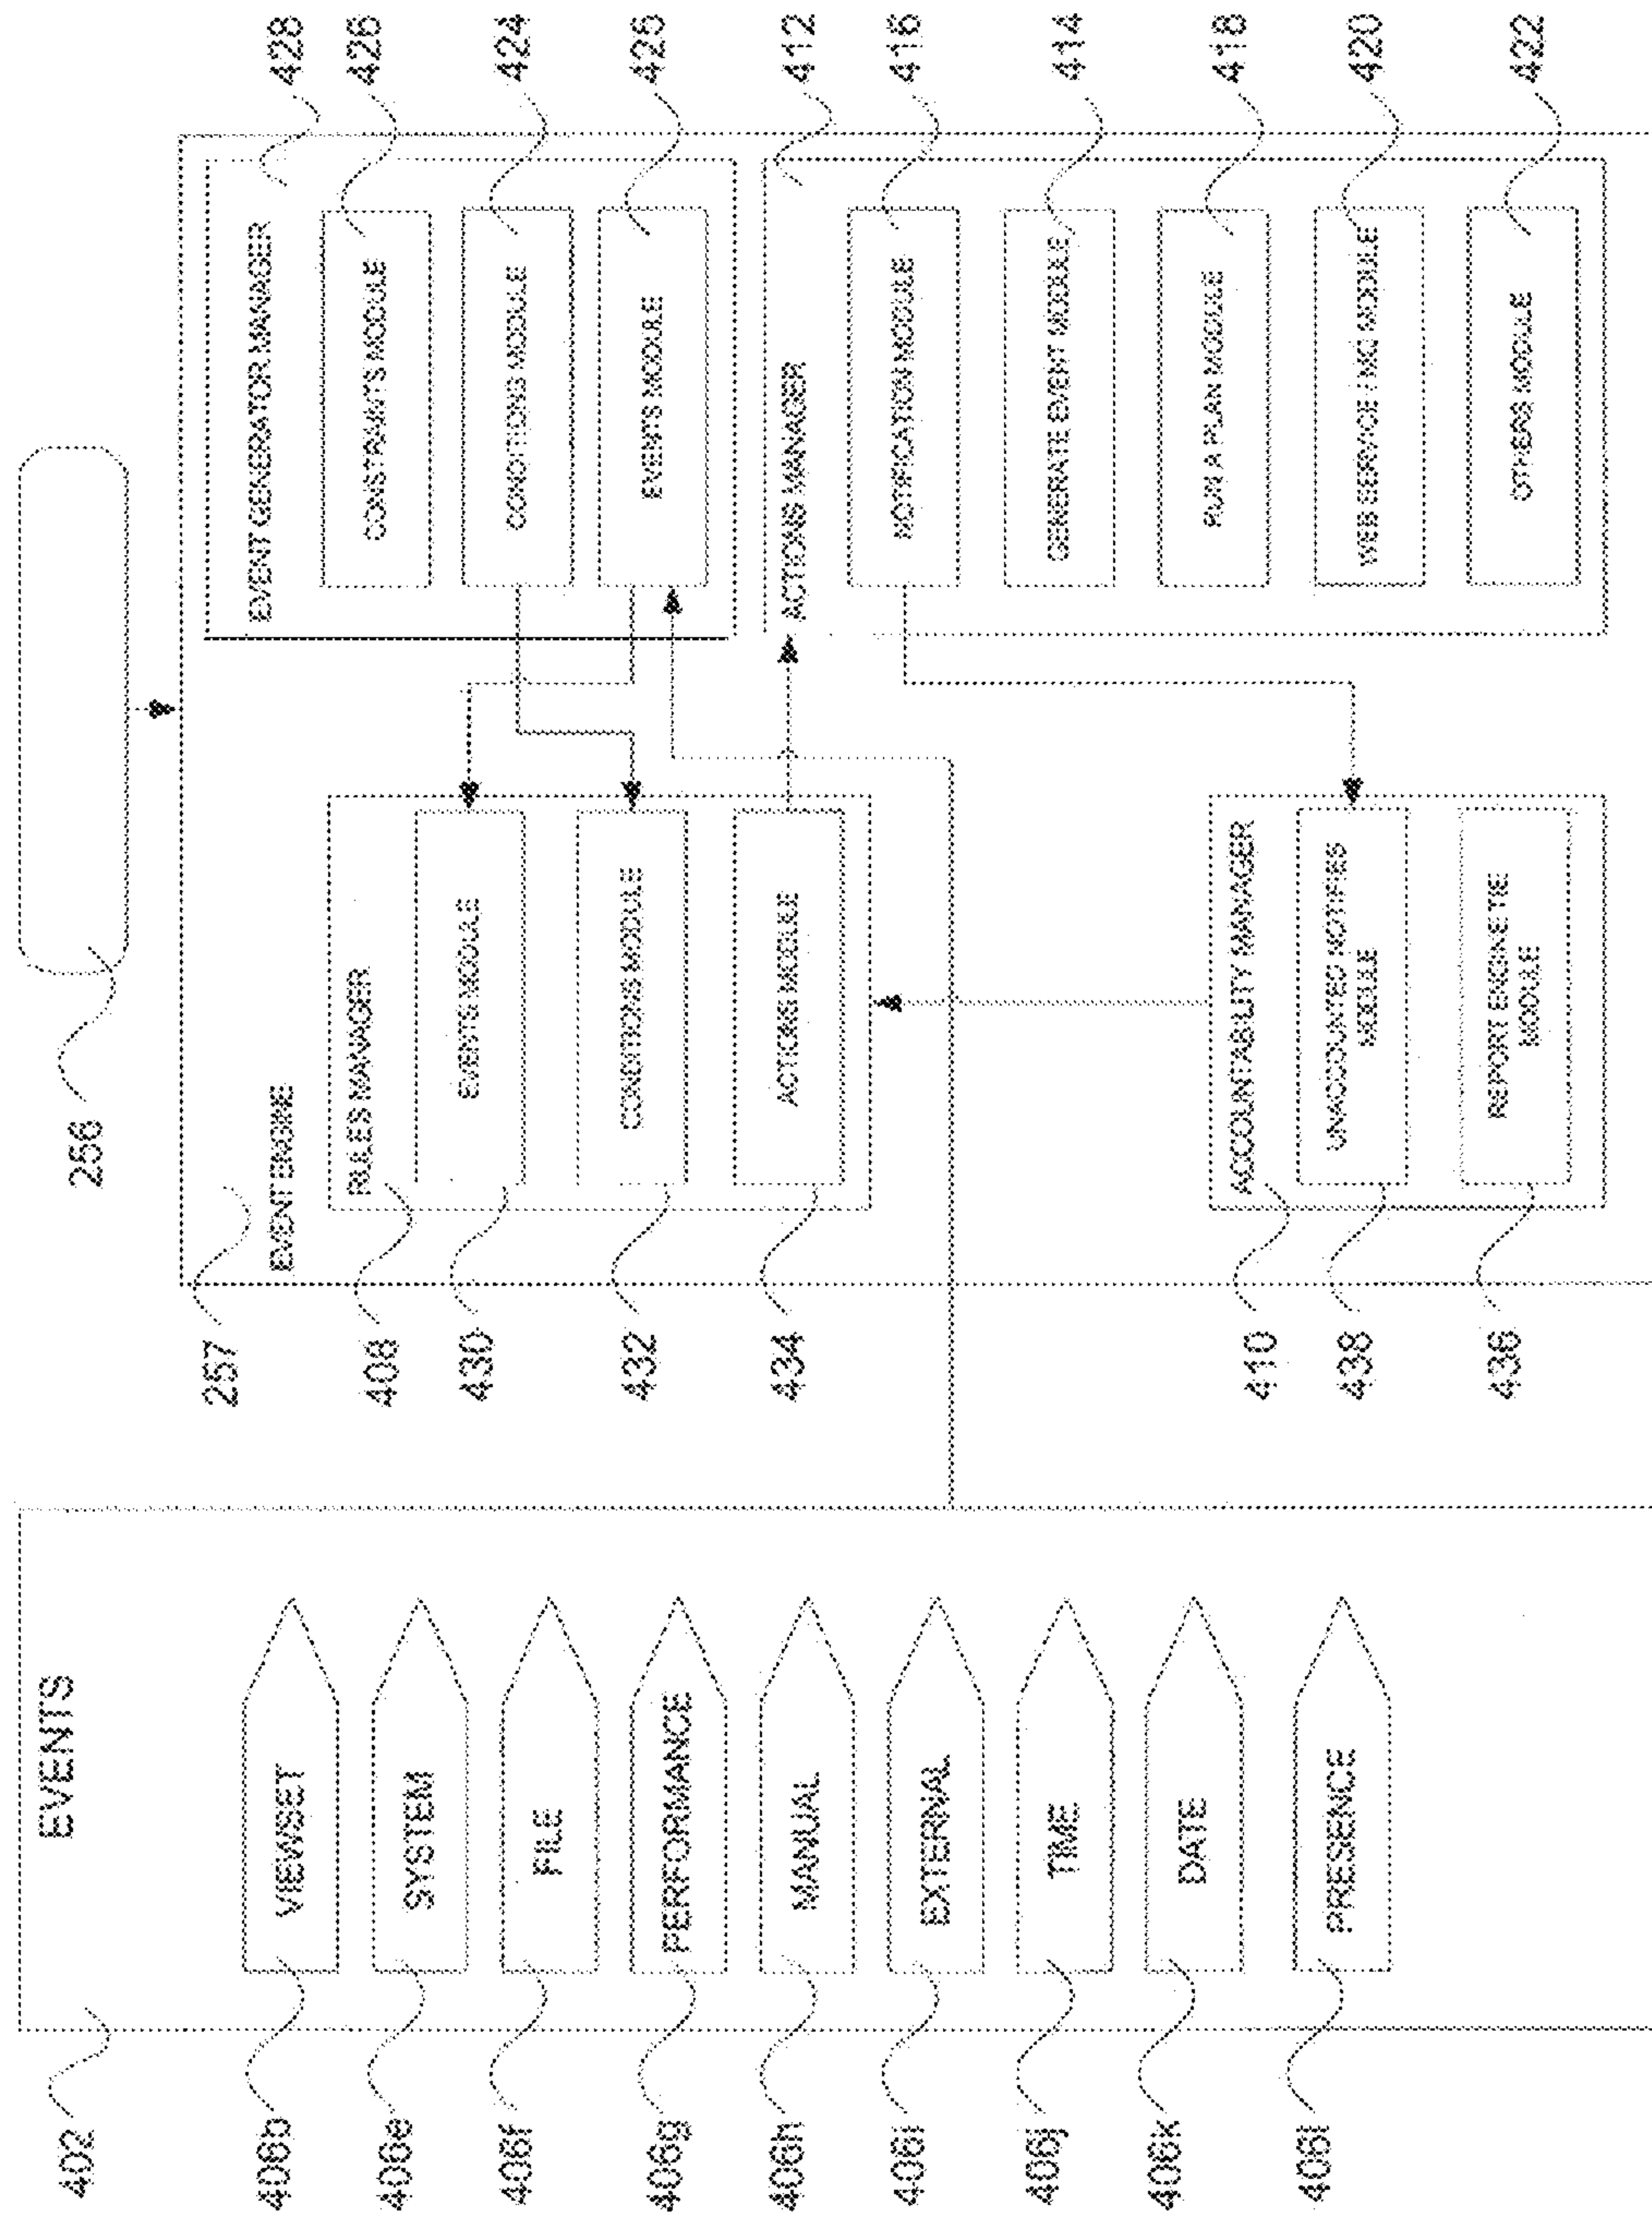 402
EVENTS
406b
VIEWSET
406e
SYSTEM
406f
FILE
406g
PERFORMANCE
406h
MANUAL
406i
EXTERNAL
406j
TIME
406k
DATE
406l
PRESENCE
256
257
EVENT ENGINE
408
RULES MANAGER
430
EVENTS MODULE
432
CONDITIONS MODULE
434
ACTIONS MODULE
410
ACCOUNTABILITY MANAGER
438
UNACCOUNTED NOTIFIES
MODULE
436
REPORT ENGINE TIE
MODULE
EVENT GENERATOR MANAGER
428
CONSTRAINTS MODULE
426
CONDITIONS MODULE
424
EVENTS MODULE
425
ACTIONS MANAGER
412
NOTIFICATION MODULE
416
GENERATE EVENT MODULE
414
RUN A PLAN MODULE
418
WEB SERVICE / MQ MODULE
420
OTHERS MODULE
422